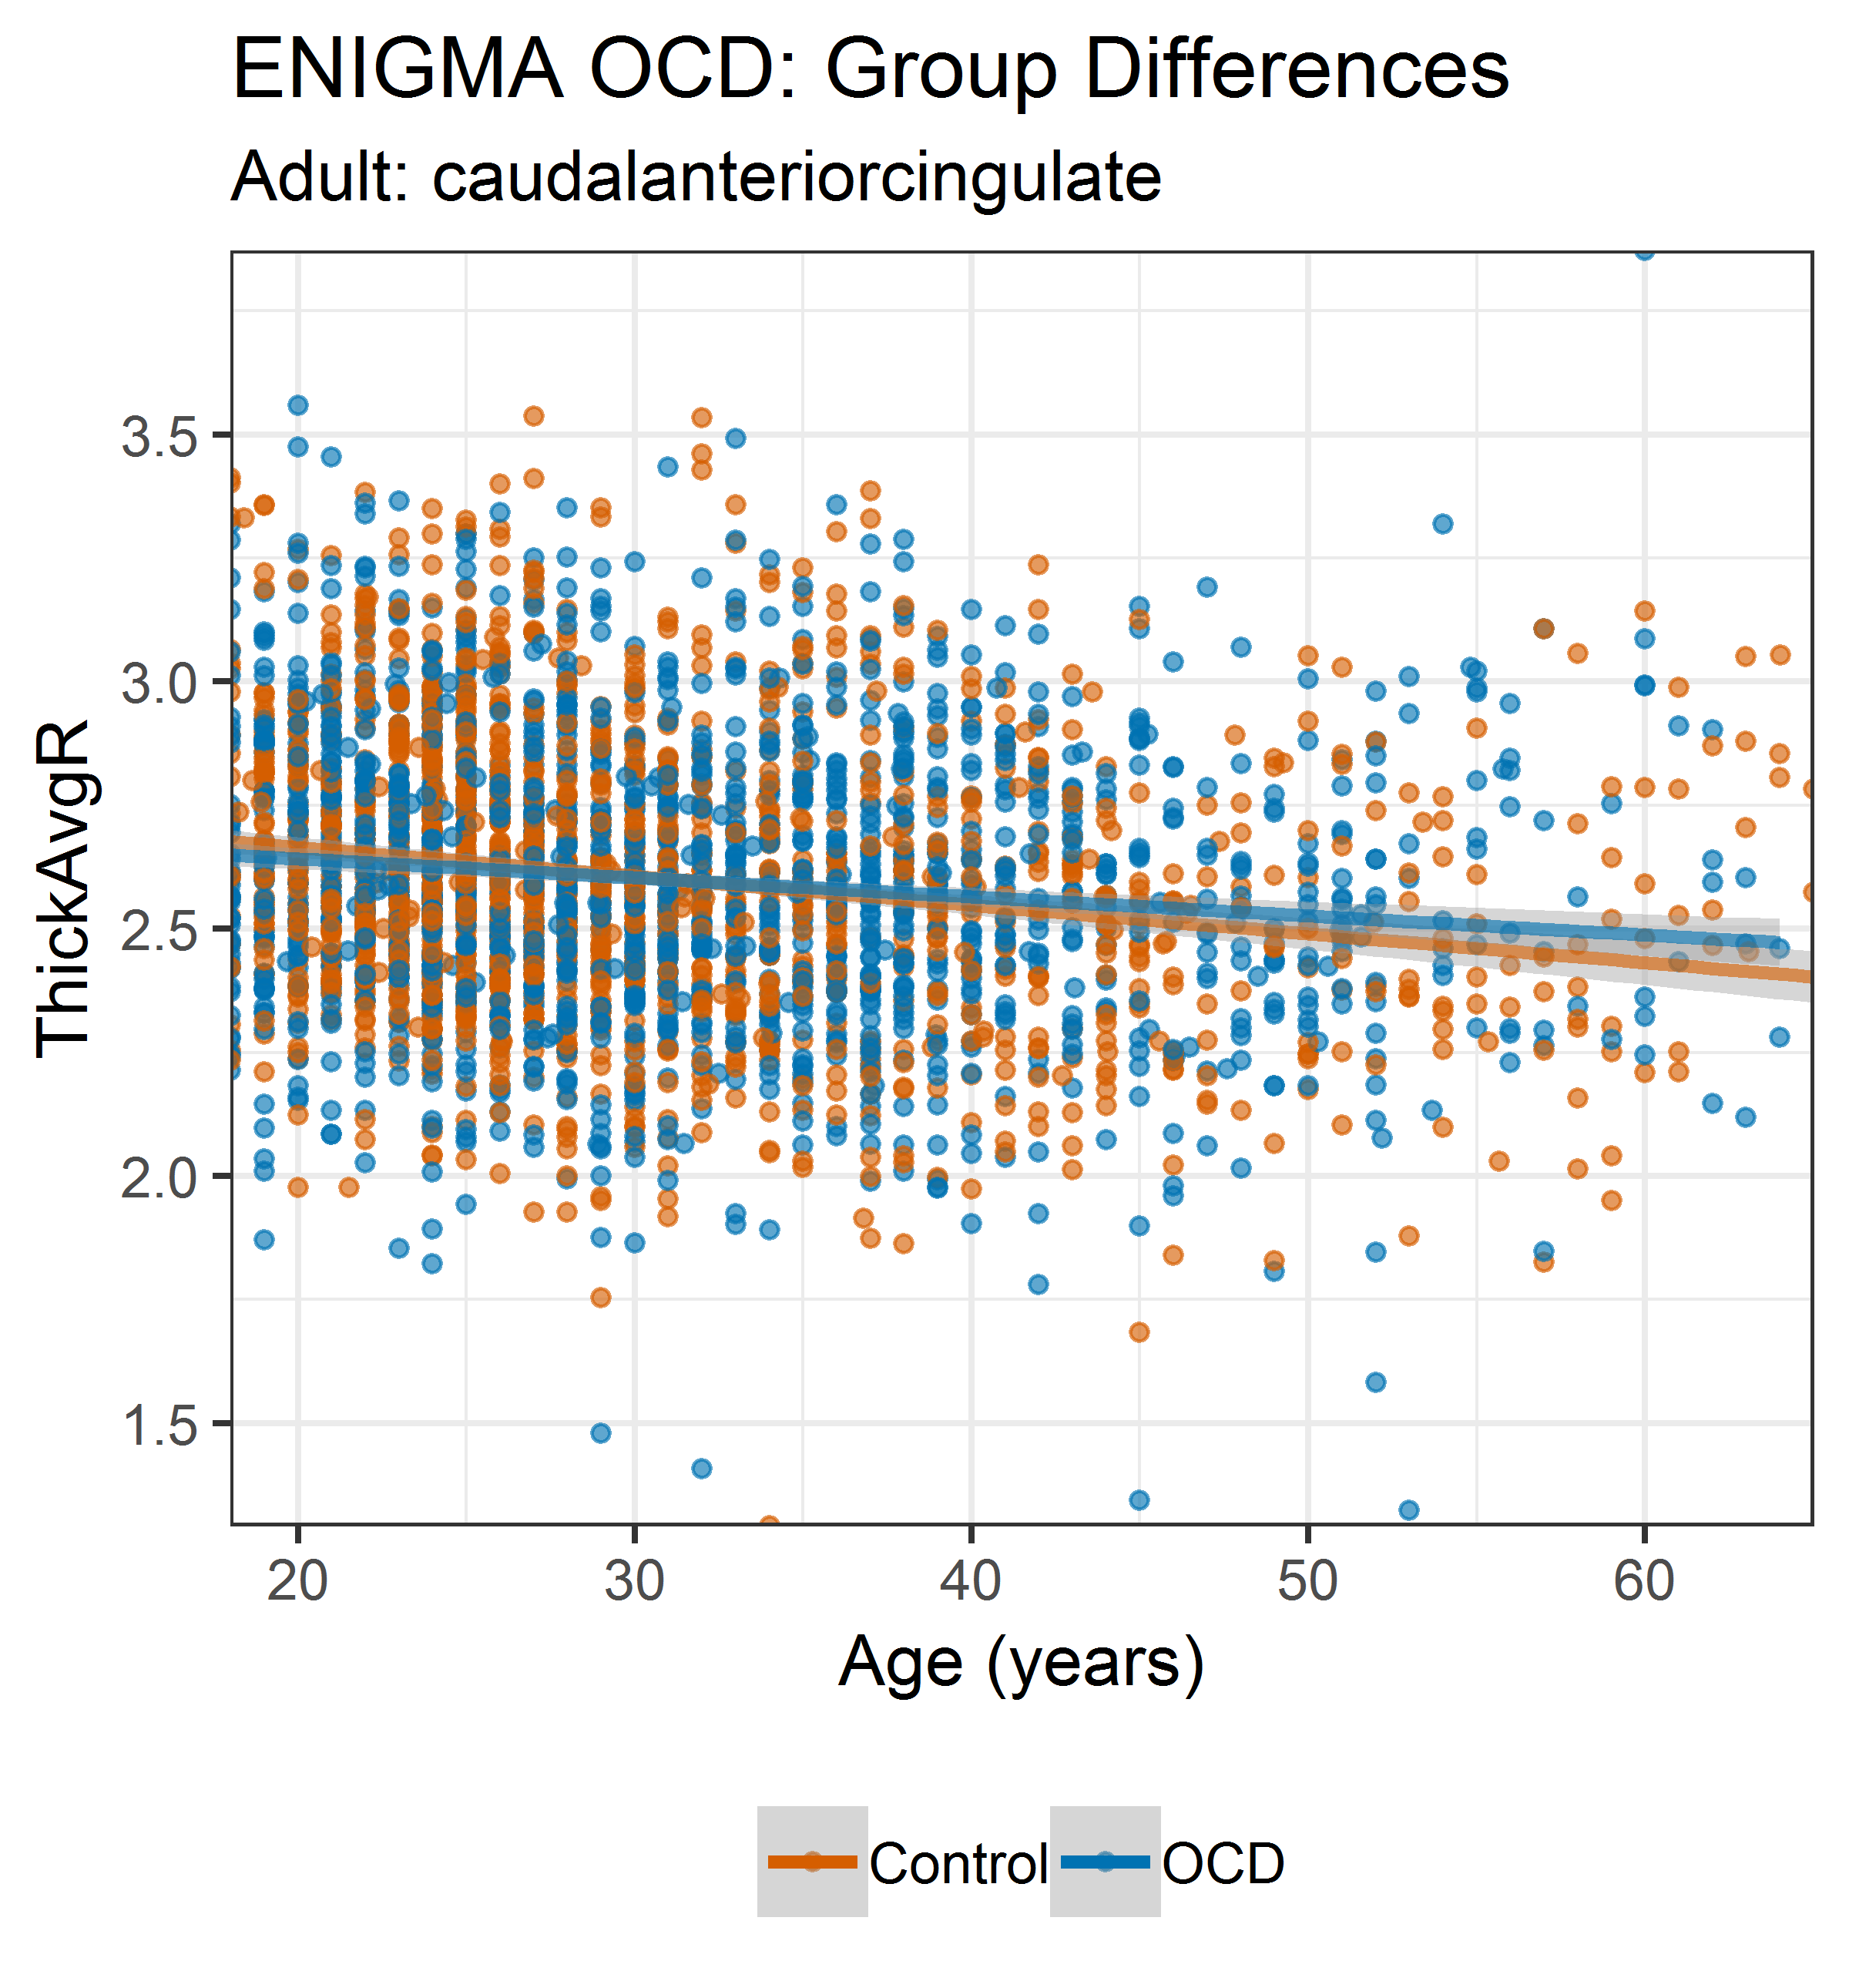 ENIGMA OCD: Group Differences
Adult: caudalanteriorcingulate
ThickAvgR
3.5
3.0
2.5
2.0
1.5
20 30 40 50 60
Age (years)
Control OCD